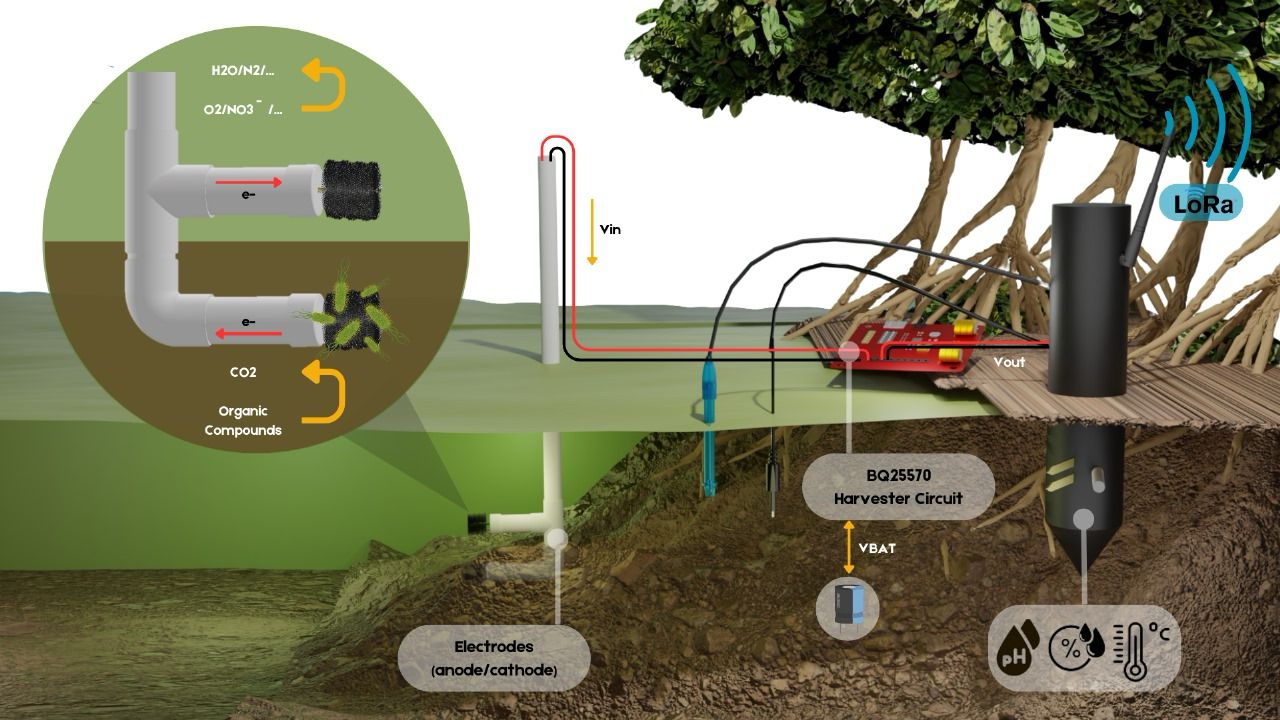 H2O/N2/...
O2/NO3⁻ /...
e-
e-
CO2
Organic
Compounds
Vin
LoRa
Vout
BQ25570
Harvester Circuit
VBAT
Electrodes
(anode/cathode)
pH
%
°C